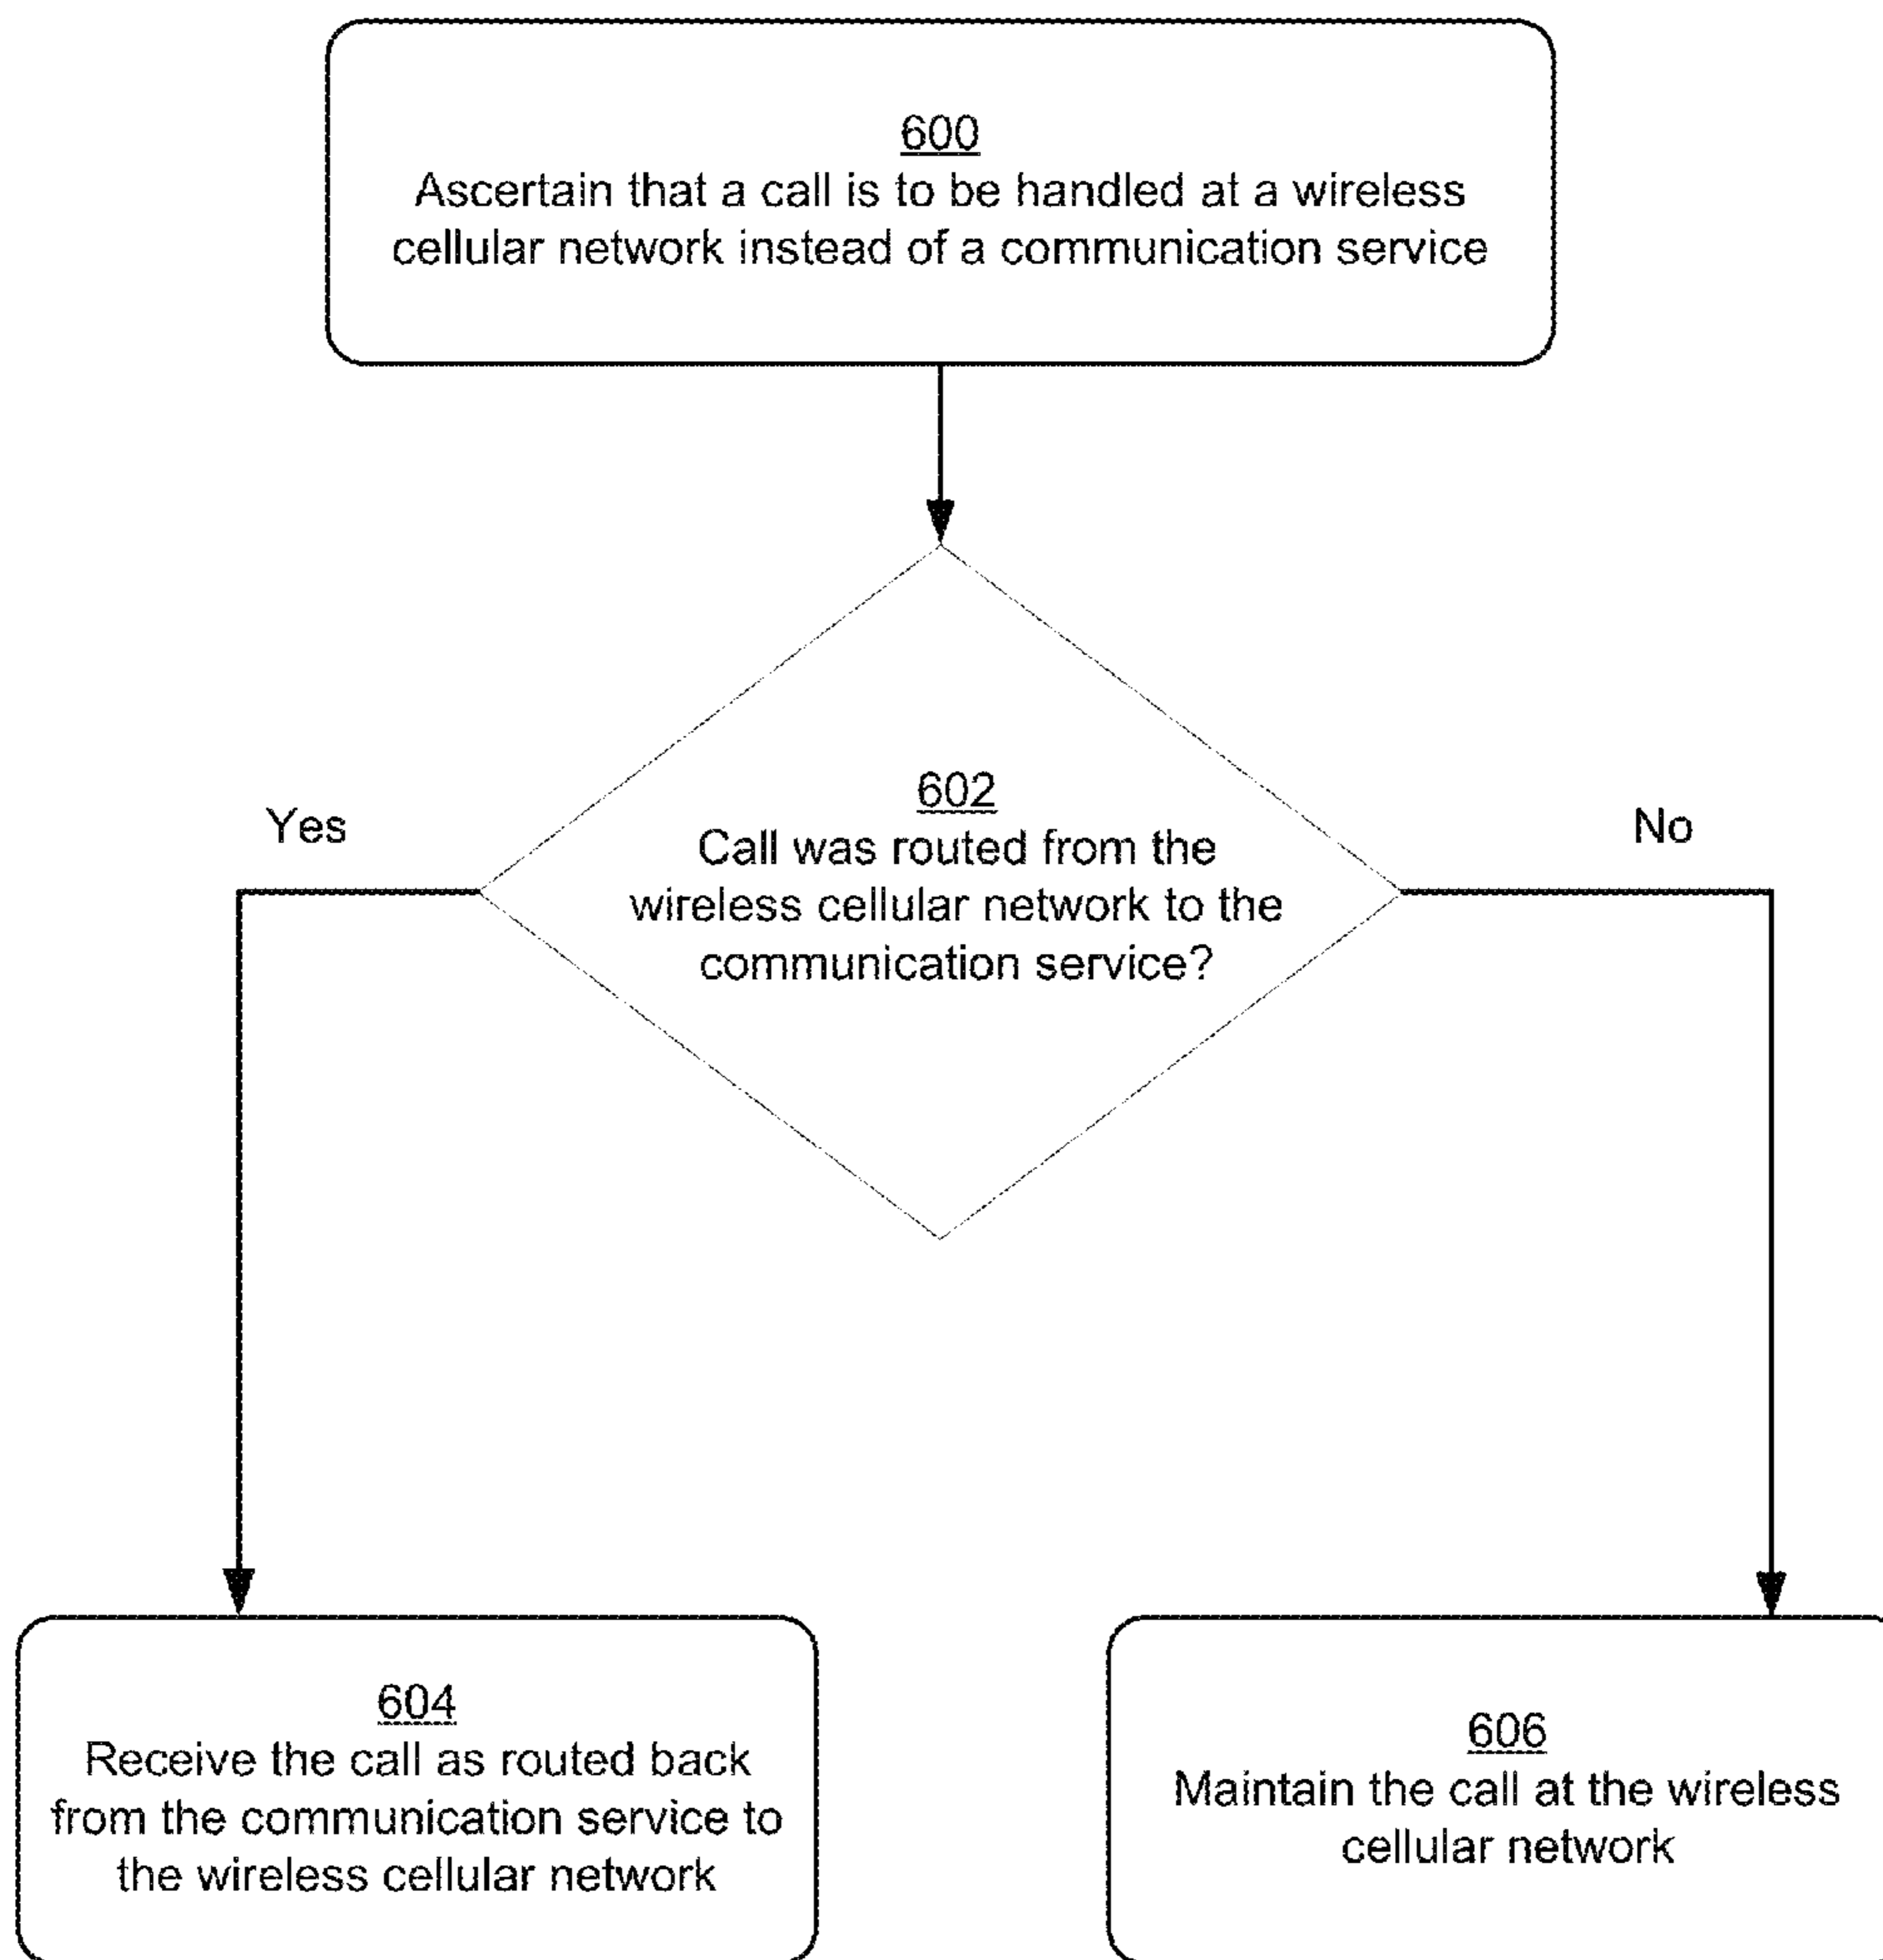 600
Ascertain that a call is to be handled at a wireless
cellular network instead of a communication service
602
Call was routed from the
wireless cellular network to the
communication service?
Yes
No
604
Receive the call as routed back
from the communication service to
the wireless cellular network
606
Maintain the call at the wireless
cellular network